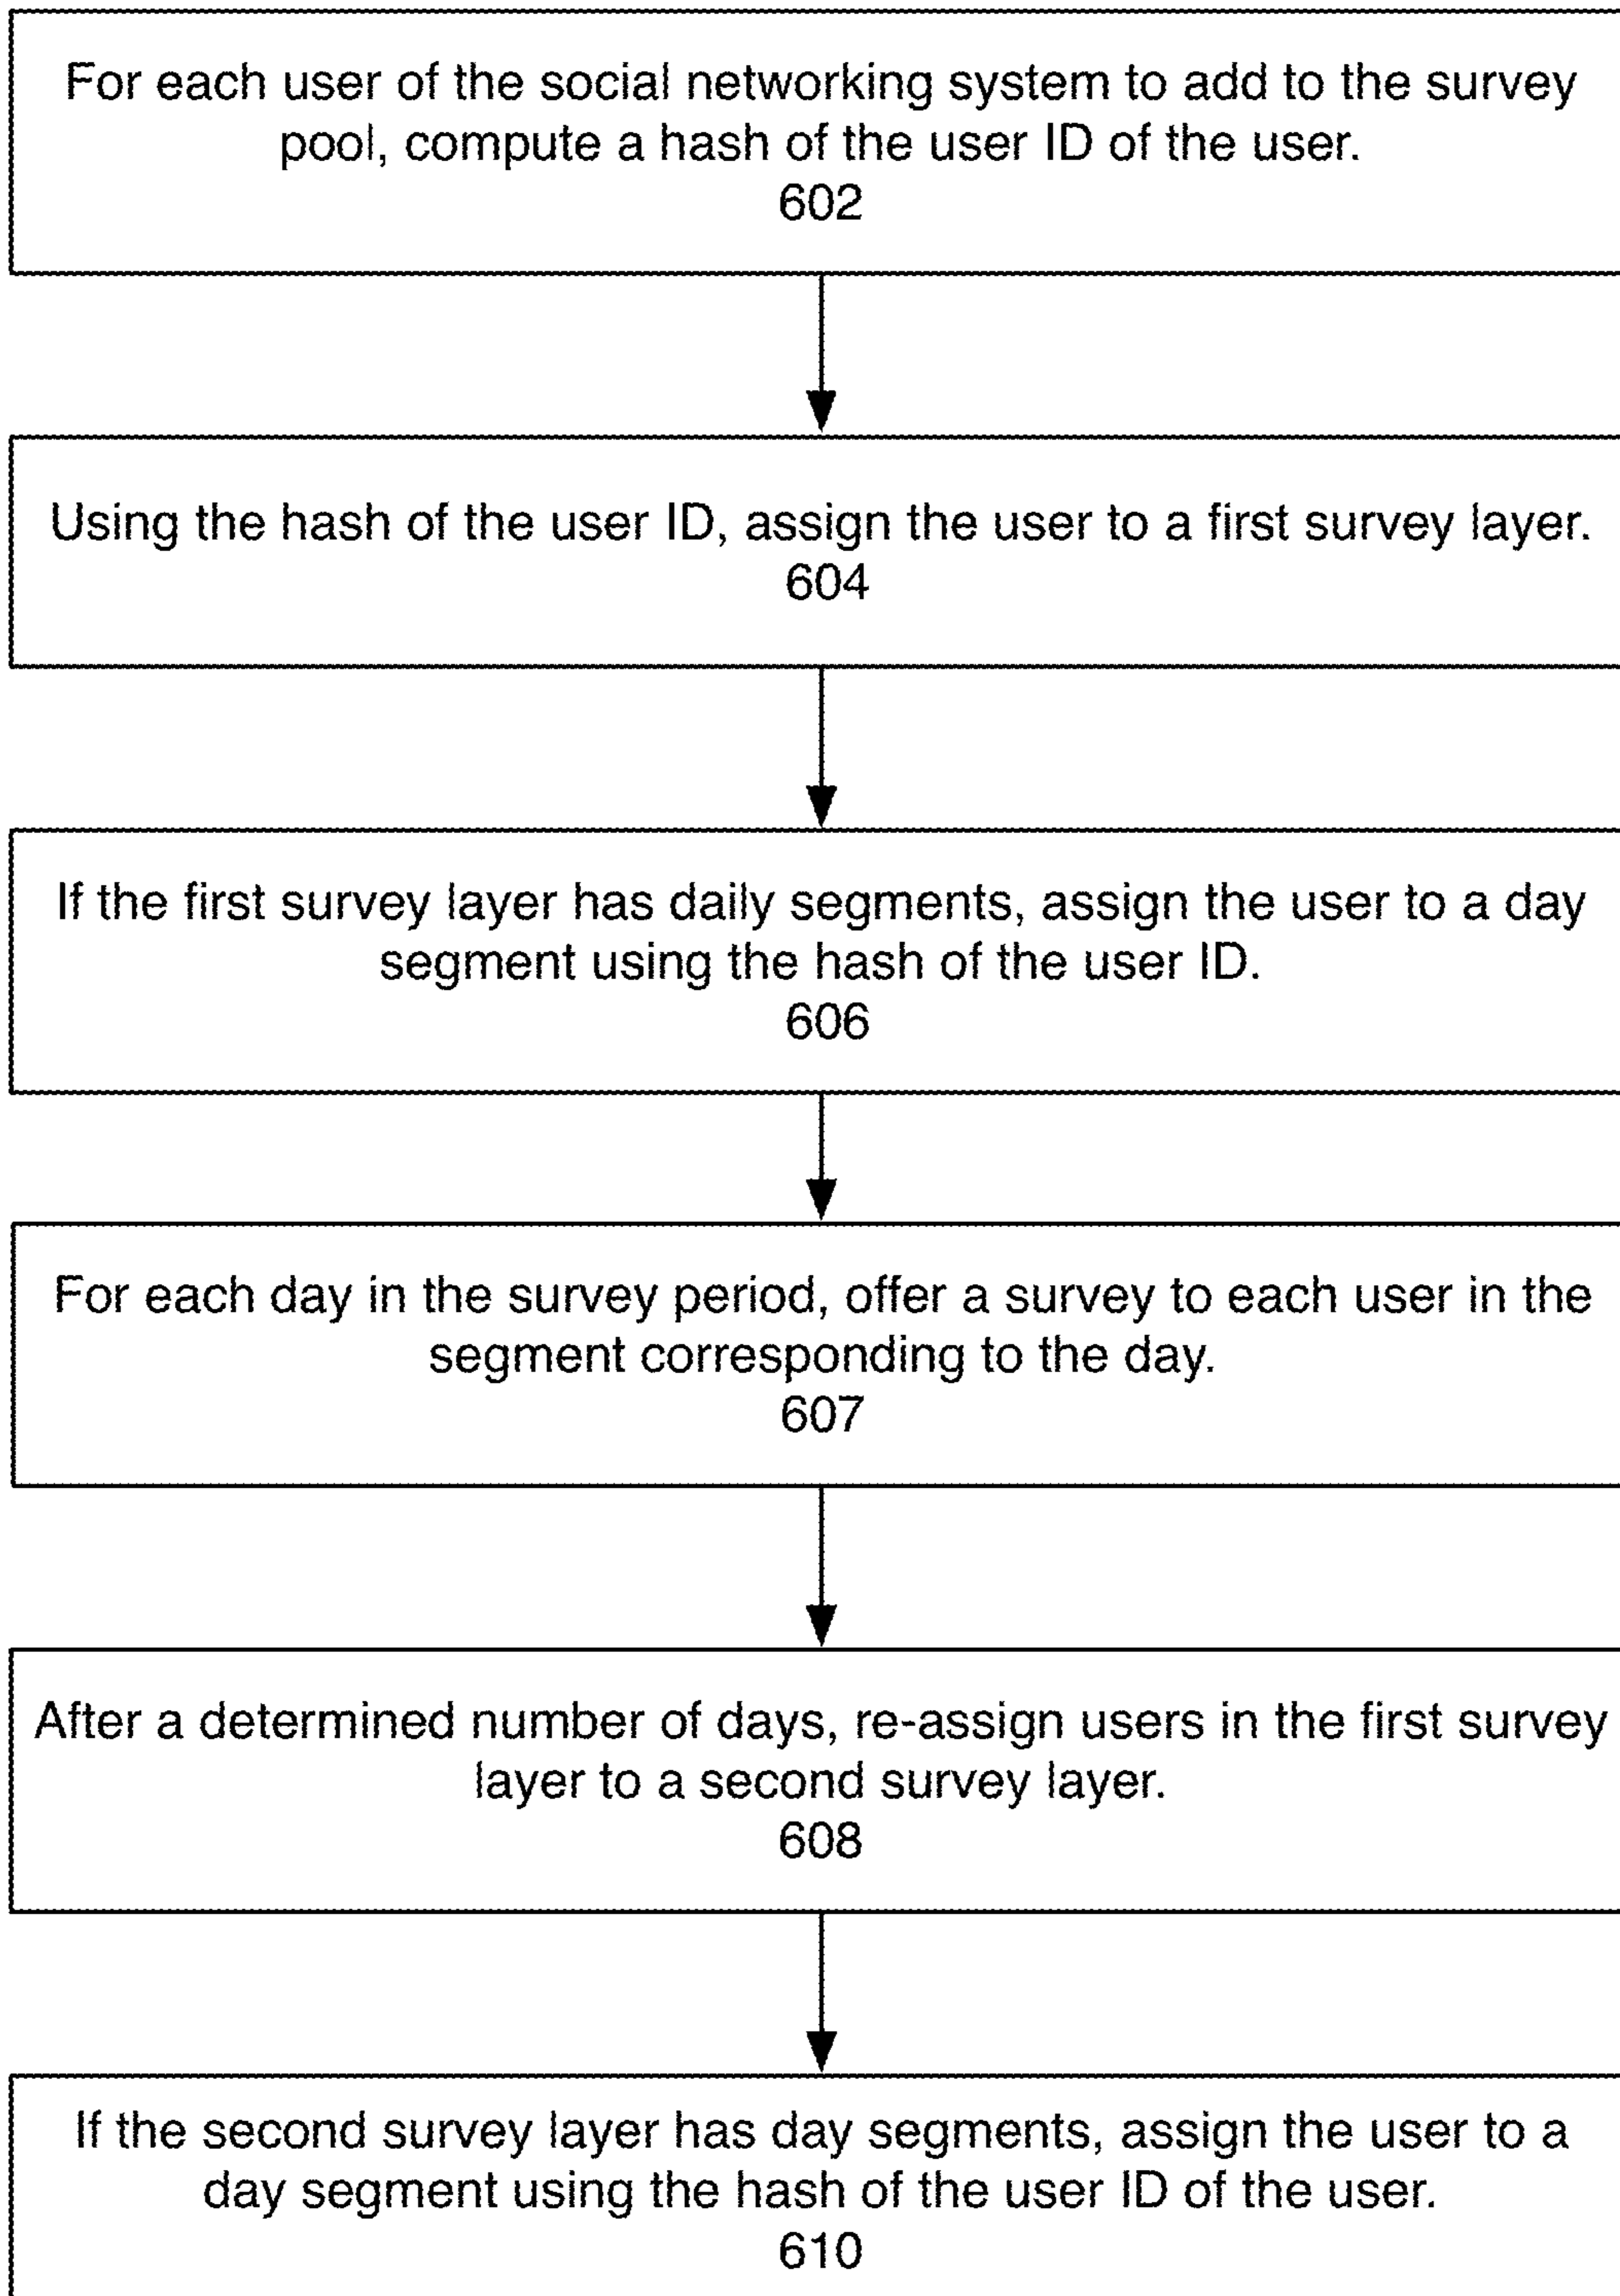 For each user of the social networking system to add to the survey
pool, compute a hash of the user ID of the user.
602
Using the hash of the user ID, assign the user to a first survey layer.
604
If the first survey layer has daily segments, assign the user to a day
segment using the hash of the user ID.
606
For each day in the survey period, offer a survey to each user in the
segment corresponding to the day.
607
After a determined number of days, re-assign users in the first survey
layer to a second survey layer.
608
If the second survey layer has day segments, assign the user to a
day segment using the hash of the user ID of the user.
610